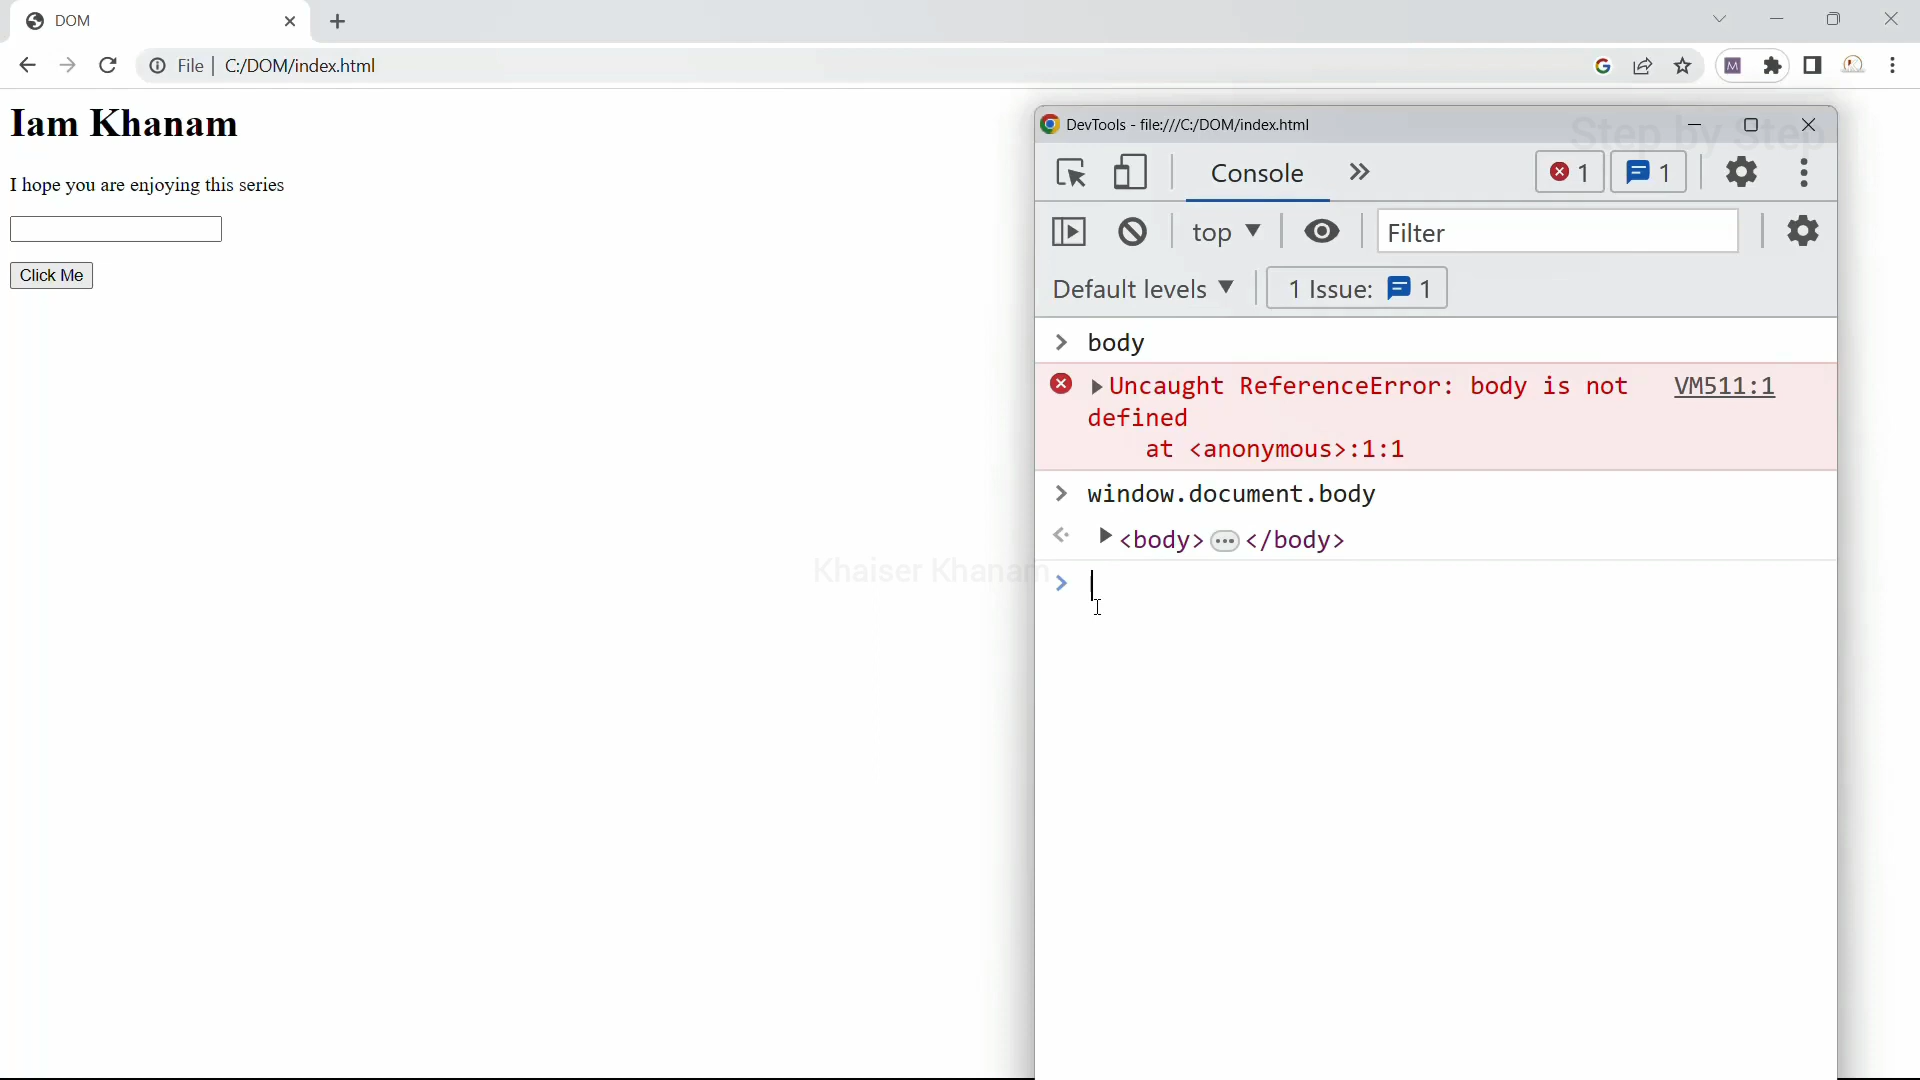 DOM
File | C:/DOM/index.html
Iam Khanam
I hope you are enjoying this series
Click Me
DevTools - file:///C:/DOM/index.html
Step by Step
Console
1
1
top
Filter
Default levels
1 Issue: 1
> body
Uncaught ReferenceError: body is not VM511:1
defined
at <anonymous>:1:1
> window.document.body
<body> ••• </body>
Khaiser Khanam
>